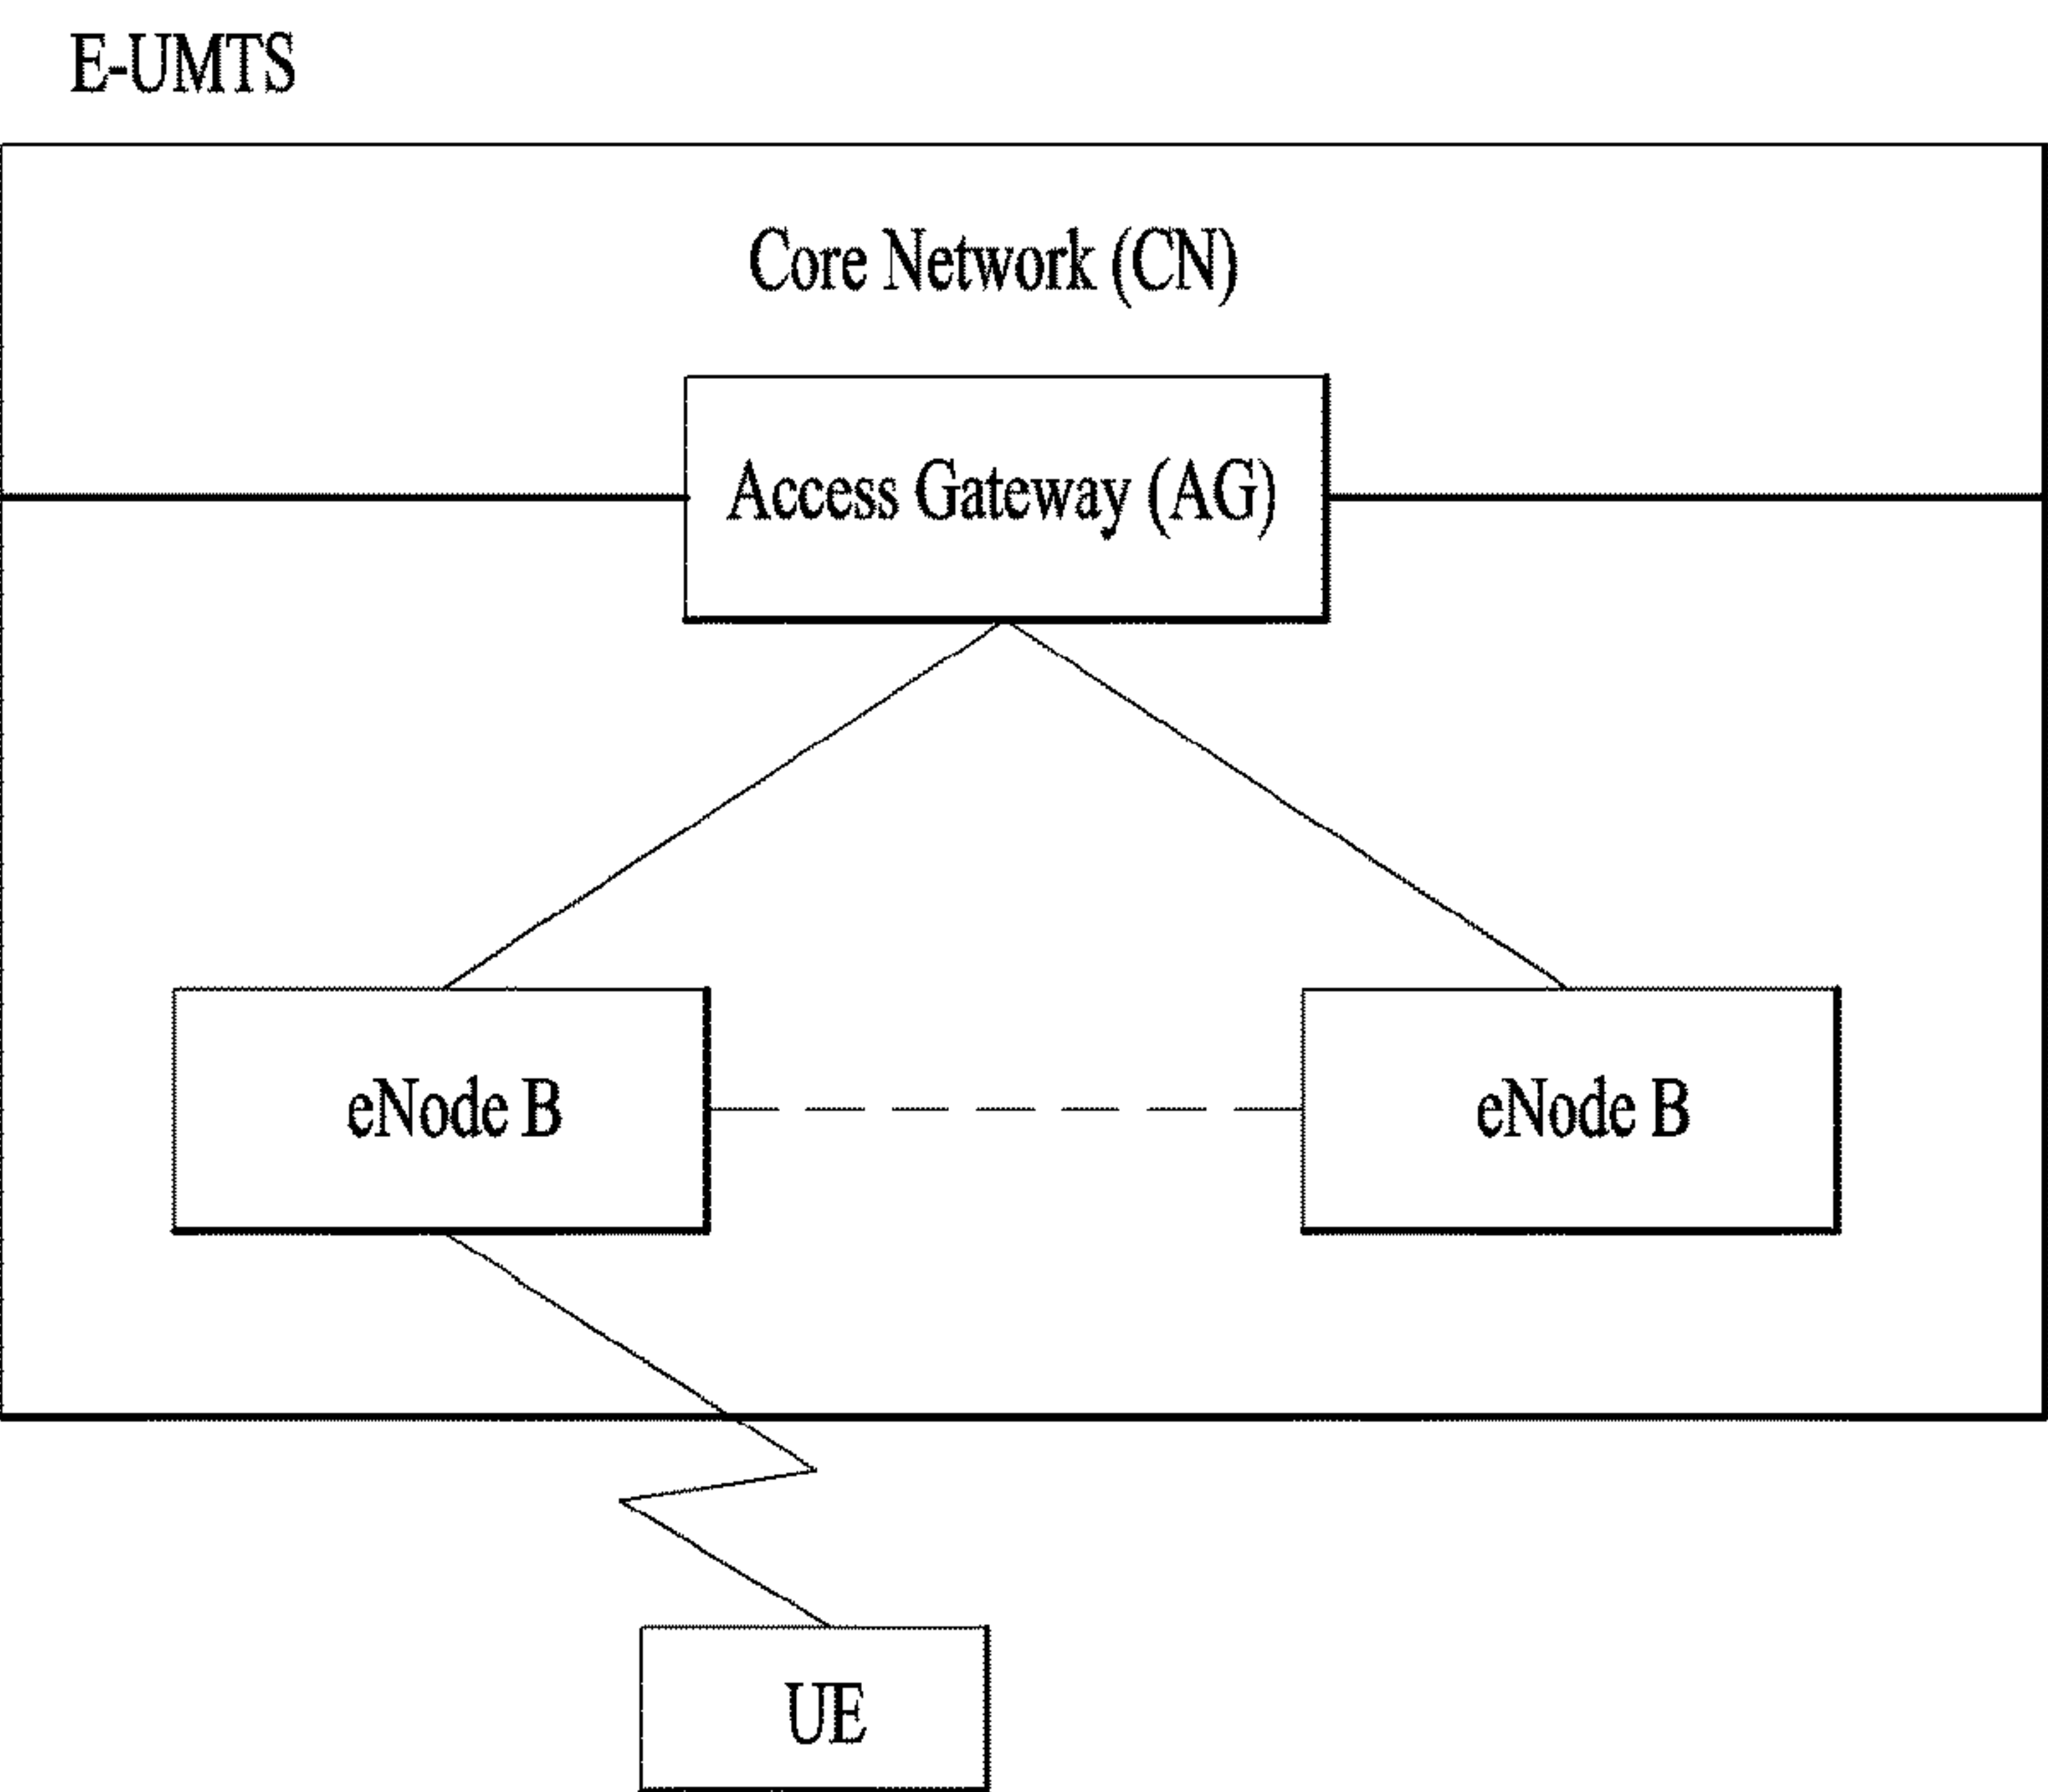 E-UMTS
Core Network (CN)
Access Gateway (AG)
eNode B
eNode B
UE